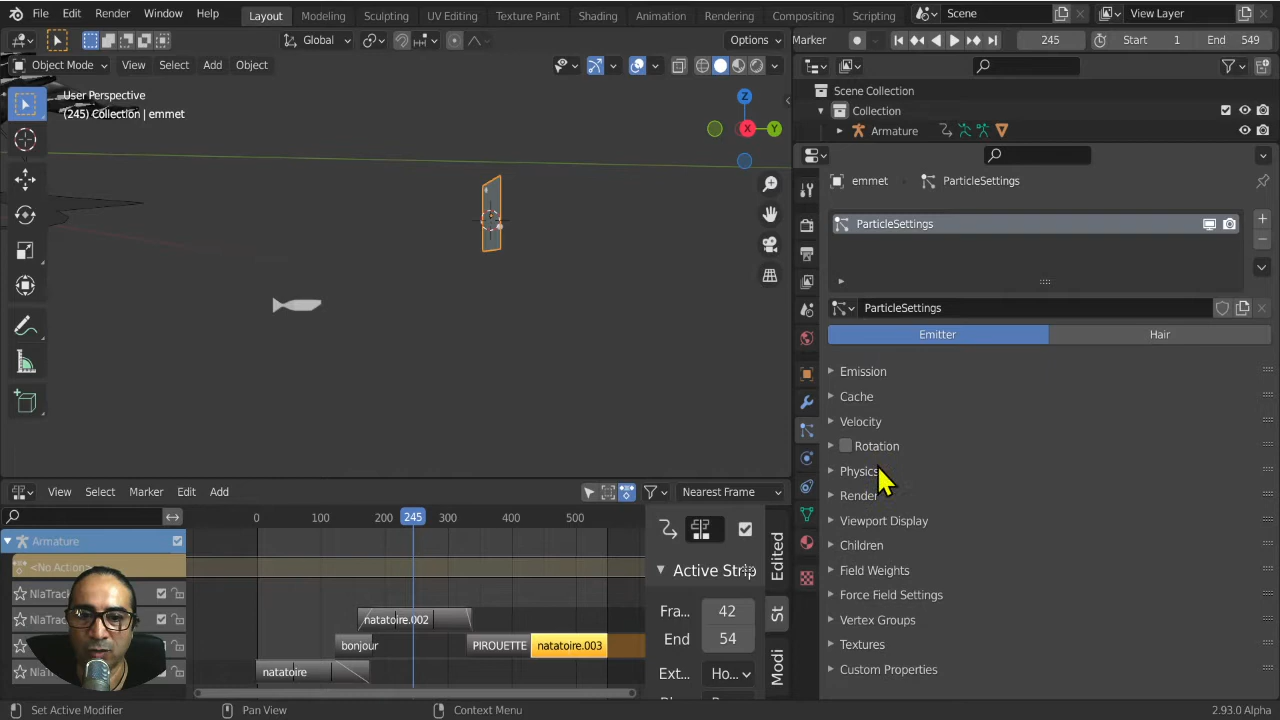 File Edit Render Window Help Layout Modeling Sculpting UV Editing Texture Paint Shading Animation Rendering Compositing Scripting Scene View Layer
Global Options Marker 245 Start 1 End 549
Object Mode View Select Add Object
User Perspective
(245) Collection | emmet
Z
X Y
Scene Collection
Collection
Armature
emmet ParticleSettings
ParticleSettings
ParticleSettings
Emitter Hair
Emission
Cache
Velocity
Rotation
Physics
Render
Viewport Display
Children
Field Weights
Force Field Settings
Vertex Groups
Textures
Custom Properties
View Select Marker Edit Add Nearest Frame
0 100 200 245 300 400 500
Armature
<No Action>
NlaTrack
NlaTrac
natatoire.002
bonjour PIROUETTE natatoire.003
natatoire
Edited
St
Modi
Active Strip
Fra... 42
End 54
Ext... Ho...
Set Active Modifier Pan View Context Menu 2.93.0 Alpha